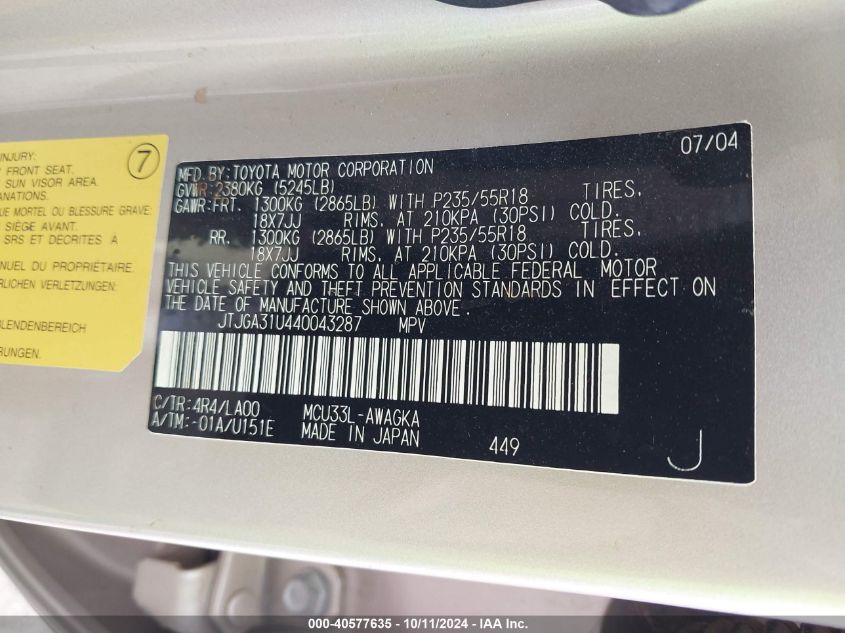 INJURY:
FRONT SEAT.
SUN VISOR AREA.
ANATIONS.
UE MORTEL OU BLESSURE GRAVE:
SIÈGE AVANT.
SRS ET DÉCRITES À
NUEL DU PROPRIÉTAIRE.
RLICHEN VERLETZUNGEN:
BLENDENBEREICH
HRUNGEN.
7
07/04
MFD. BY: TOYOTA MOTOR CORPORATION
GVWR: 2380KG (5245LB)
GAWR: FRT. 1300KG (2865LB) WITH P235/55R18 TIRES.
18X7JJ RIMS, AT 210KPA (30PSI) COLD.
RR. 1300KG (2865LB) WITH P235/55R18 TIRES.
18X7JJ RIMS, AT 210KPA (30PSI) COLD.
THIS VEHICLE CONFORMS TO ALL APPLICABLE FEDERAL MOTOR
VEHICLE SAFETY AND THEFT PREVENTION STANDARDS IN EFFECT ON
THE DATE OF MANUFACTURE SHOWN ABOVE.
JTJGA31U440043287 MPV
C/TR: 4R4/LA00 MCU33L-AWAGKA
A/TM: -01A/U151E MADE IN JAPAN 449 J
000-40577635 - 10/11/2024 - IAA Inc.